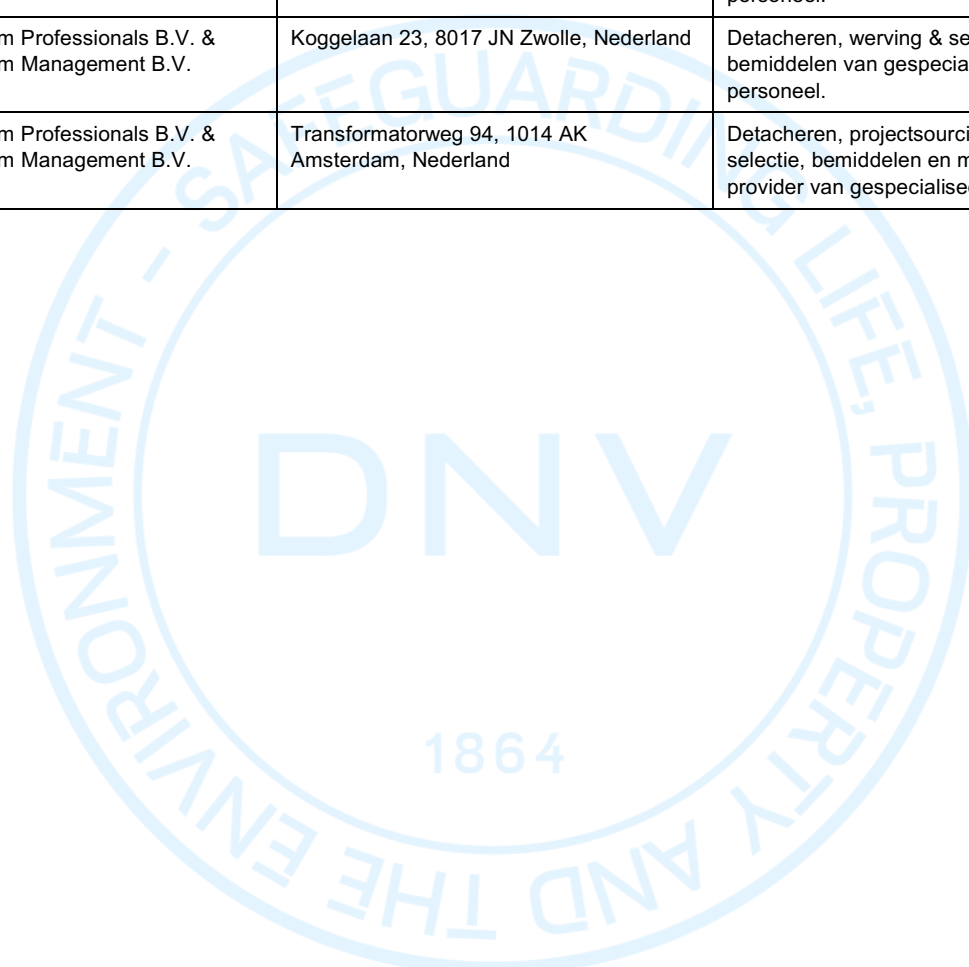 personeel.
m Professionals B.V. &
m Management B.V.
Koggelaan 23, 8017 JN Zwolle, Nederland
Detacheren, werving & se
bemiddelen van gespecia
personeel.
m Professionals B.V. &
m Management B.V.
Transformatorweg 94, 1014 AK
Amsterdam, Nederland
Detacheren, projectsourci
selectie, bemiddelen en m
provider van gespecialisee
SAFEGUARDING LIFE, PROPERTY AND THE ENVIRONMENT -
DNV
1864